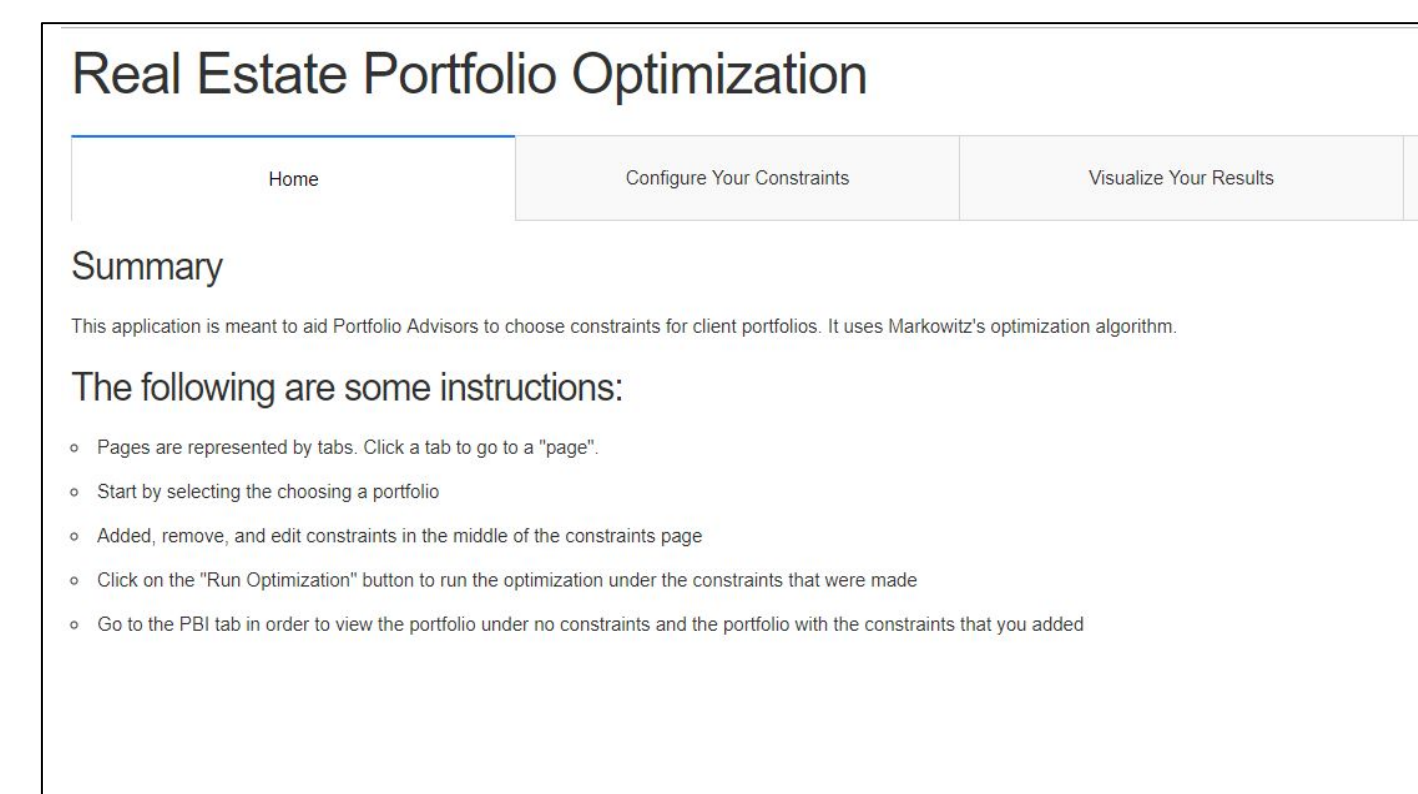 Real Estate Portfolio Optimization
Home
Configure Your Constraints
Visualize Your Results
Summary
This application is meant to aid Portfolio Advisors to choose constraints for client portfolios. It uses Markowitz's optimization algorithm.
The following are some instructions:
Pages are represented by tabs. Click a tab to go to a "page".
Start by selecting the choosing a portfolio
Added, remove, and edit constraints in the middle of the constraints page
Click on the "Run Optimization" button to run the optimization under the constraints that were made
Go to the PBI tab in order to view the portfolio under no constraints and the portfolio with the constraints that you added